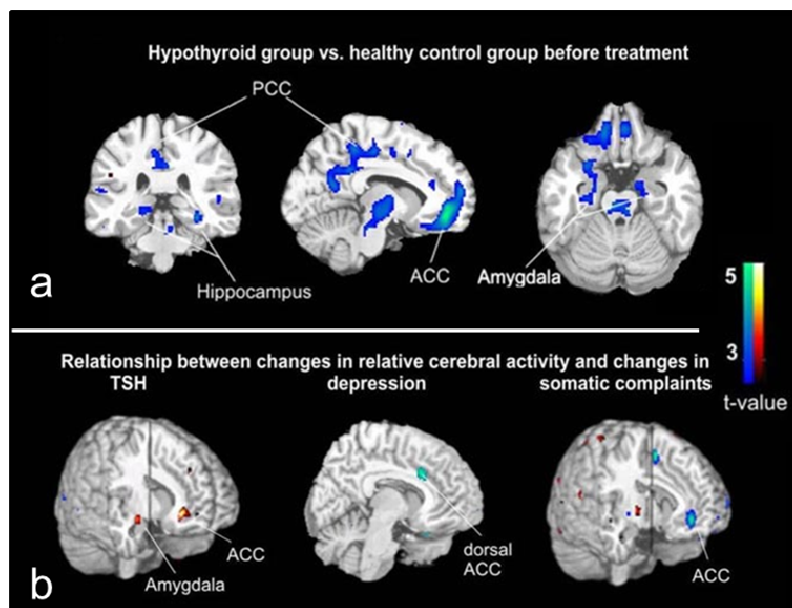 Hypothyroid group vs. healthy control group before treatment
PCC
Hippocampus
ACC
Amygdala
a
5
3
t-value
Relationship between changes in relative cerebral activity and changes in
TSH
depression
somatic complaints
ACC
Amygdala
dorsal
ACC
ACC
b